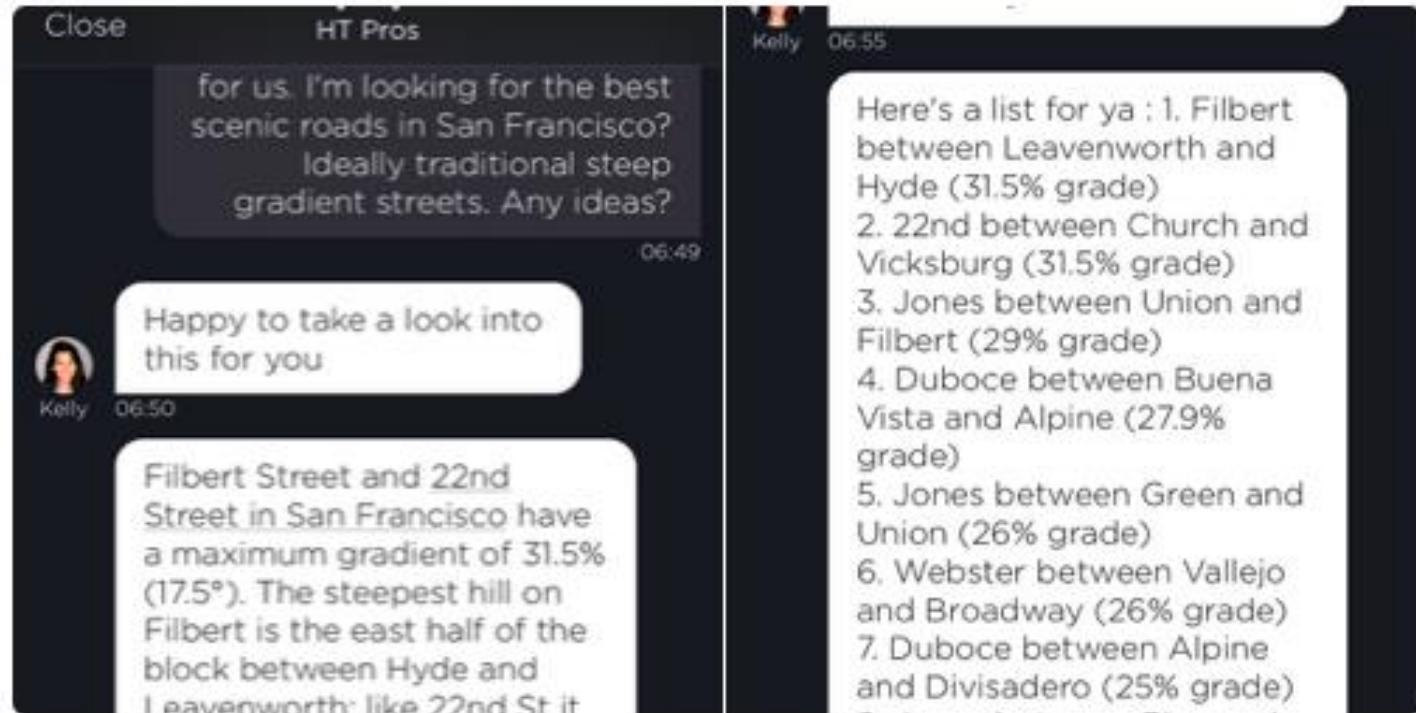 Close
HT Pros
for us. I'm looking for the best
scenic roads in San Francisco?
Ideally traditional steep
gradient streets. Any ideas?
06:49
Happy to take a look into
this for you
Kelly
06:50
Filbert Street and 22nd
Street in San Francisco have
a maximum gradient of 31.5%
(17.5°). The steepest hill on
Filbert is the east half of the
block between Hyde and
Leavenworth; like 22nd St it
Kelly
06:55
Here's a list for ya : 1. Filbert
between Leavenworth and
Hyde (31.5% grade)
2. 22nd between Church and
Vicksburg (31.5% grade)
3. Jones between Union and
Filbert (29% grade)
4. Duboce between Buena
Vista and Alpine (27.9%
grade)
5. Jones between Green and
Union (26% grade)
6. Webster between Vallejo
and Broadway (26% grade)
7. Duboce between Alpine
and Divisadero (25% grade)